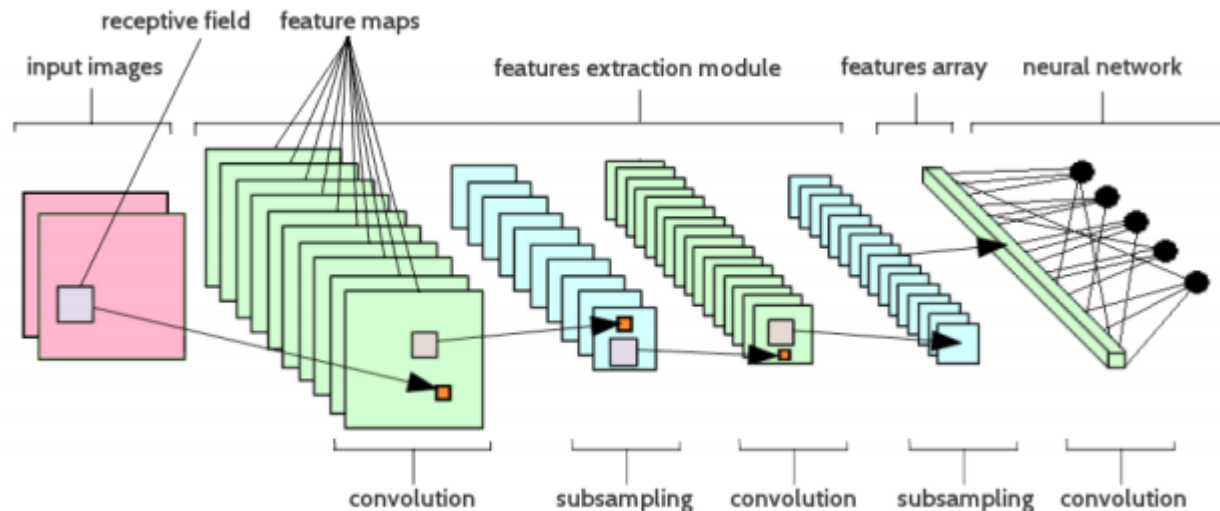 receptive field
feature maps
input images
features extraction module
features array
neural network
convolution
subsampling
convolution
subsampling
convolution